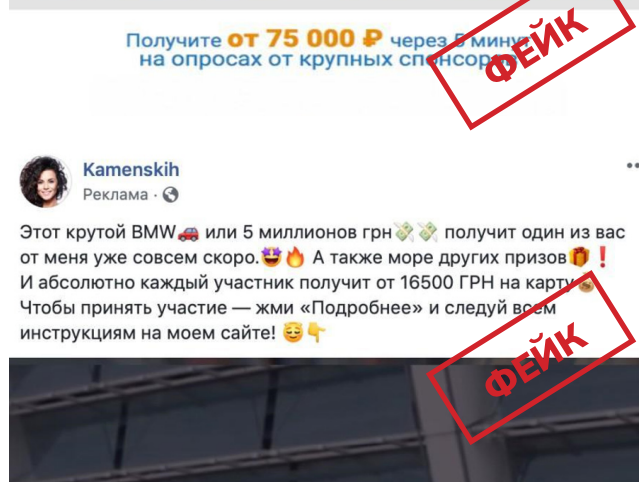 Получите от 75 000 ₽ через 5 минут
на опросах от крупных спонсоров
ФЕЙК
Kamenskih
Реклама ·
Этот крутой BMW🚗 или 5 миллионов грн💸💸 получит один из вас
от меня уже совсем скоро.🤩🔥 А также море других призов🎁❗
И абсолютно каждый участник получит от 16500 ГРН на карту💰
Чтобы принять участие — жми «Подробнее» и следуй всем
инструкциям на моем сайте! 😇👇
ФЕЙК